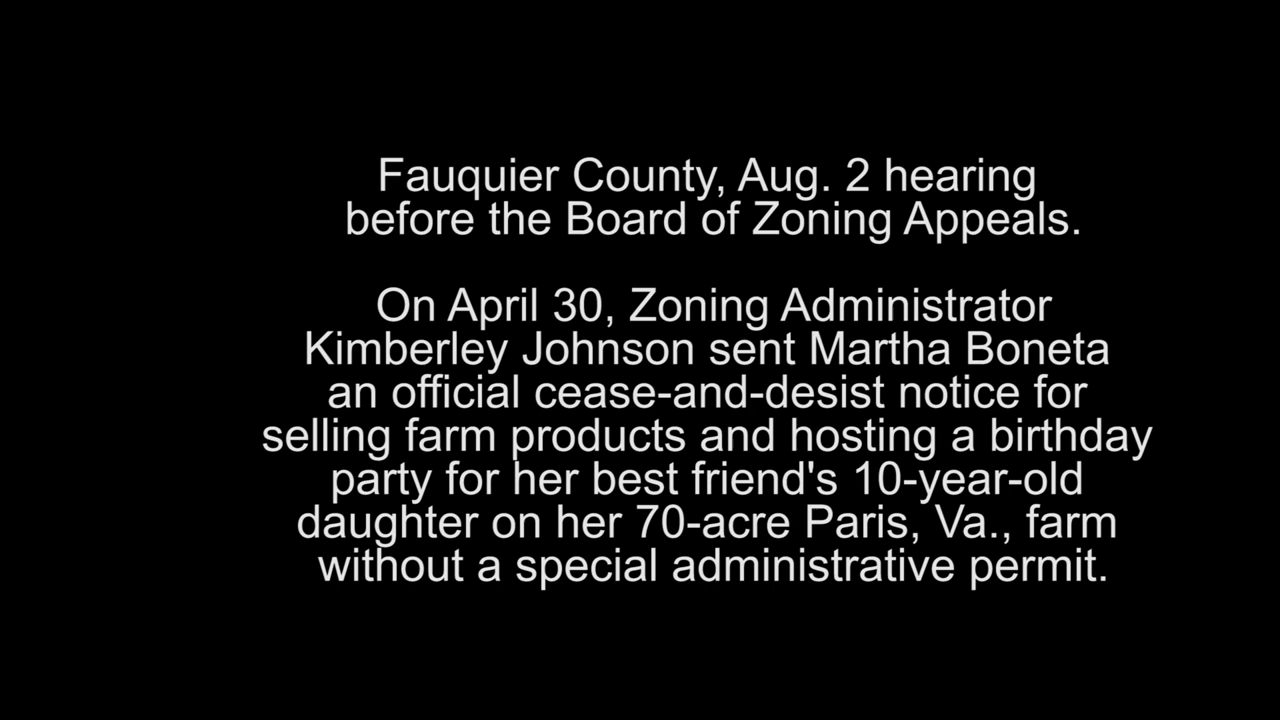 Fauquier County, Aug. 2 hearing
before the Board of Zoning Appeals.
On April 30, Zoning Administrator
Kimberley Johnson sent Martha Boneta
an official cease-and-desist notice for
selling farm products and hosting a birthday
party for her best friend's 10-year-old
daughter on her 70-acre Paris, Va., farm
without a special administrative permit.